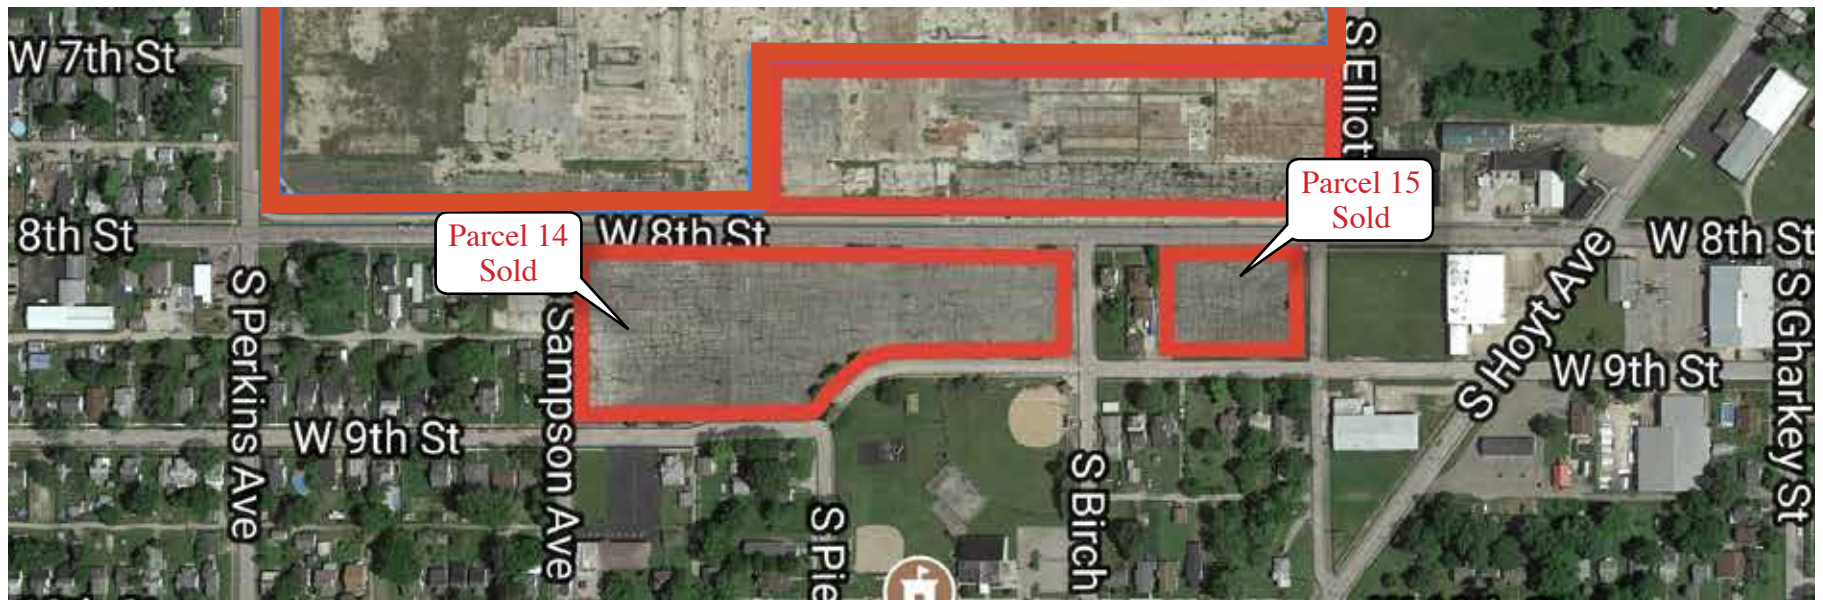 W 7th St
S Elliot
Parcel 15
Sold
8th St
Parcel 14
Sold
W 8th St
W 8th St
S Perkins Ave
S Hoyt Ave
S Gharkey St
Sampson Ave
W 9th St
W 9th St
S Birch
S Pie